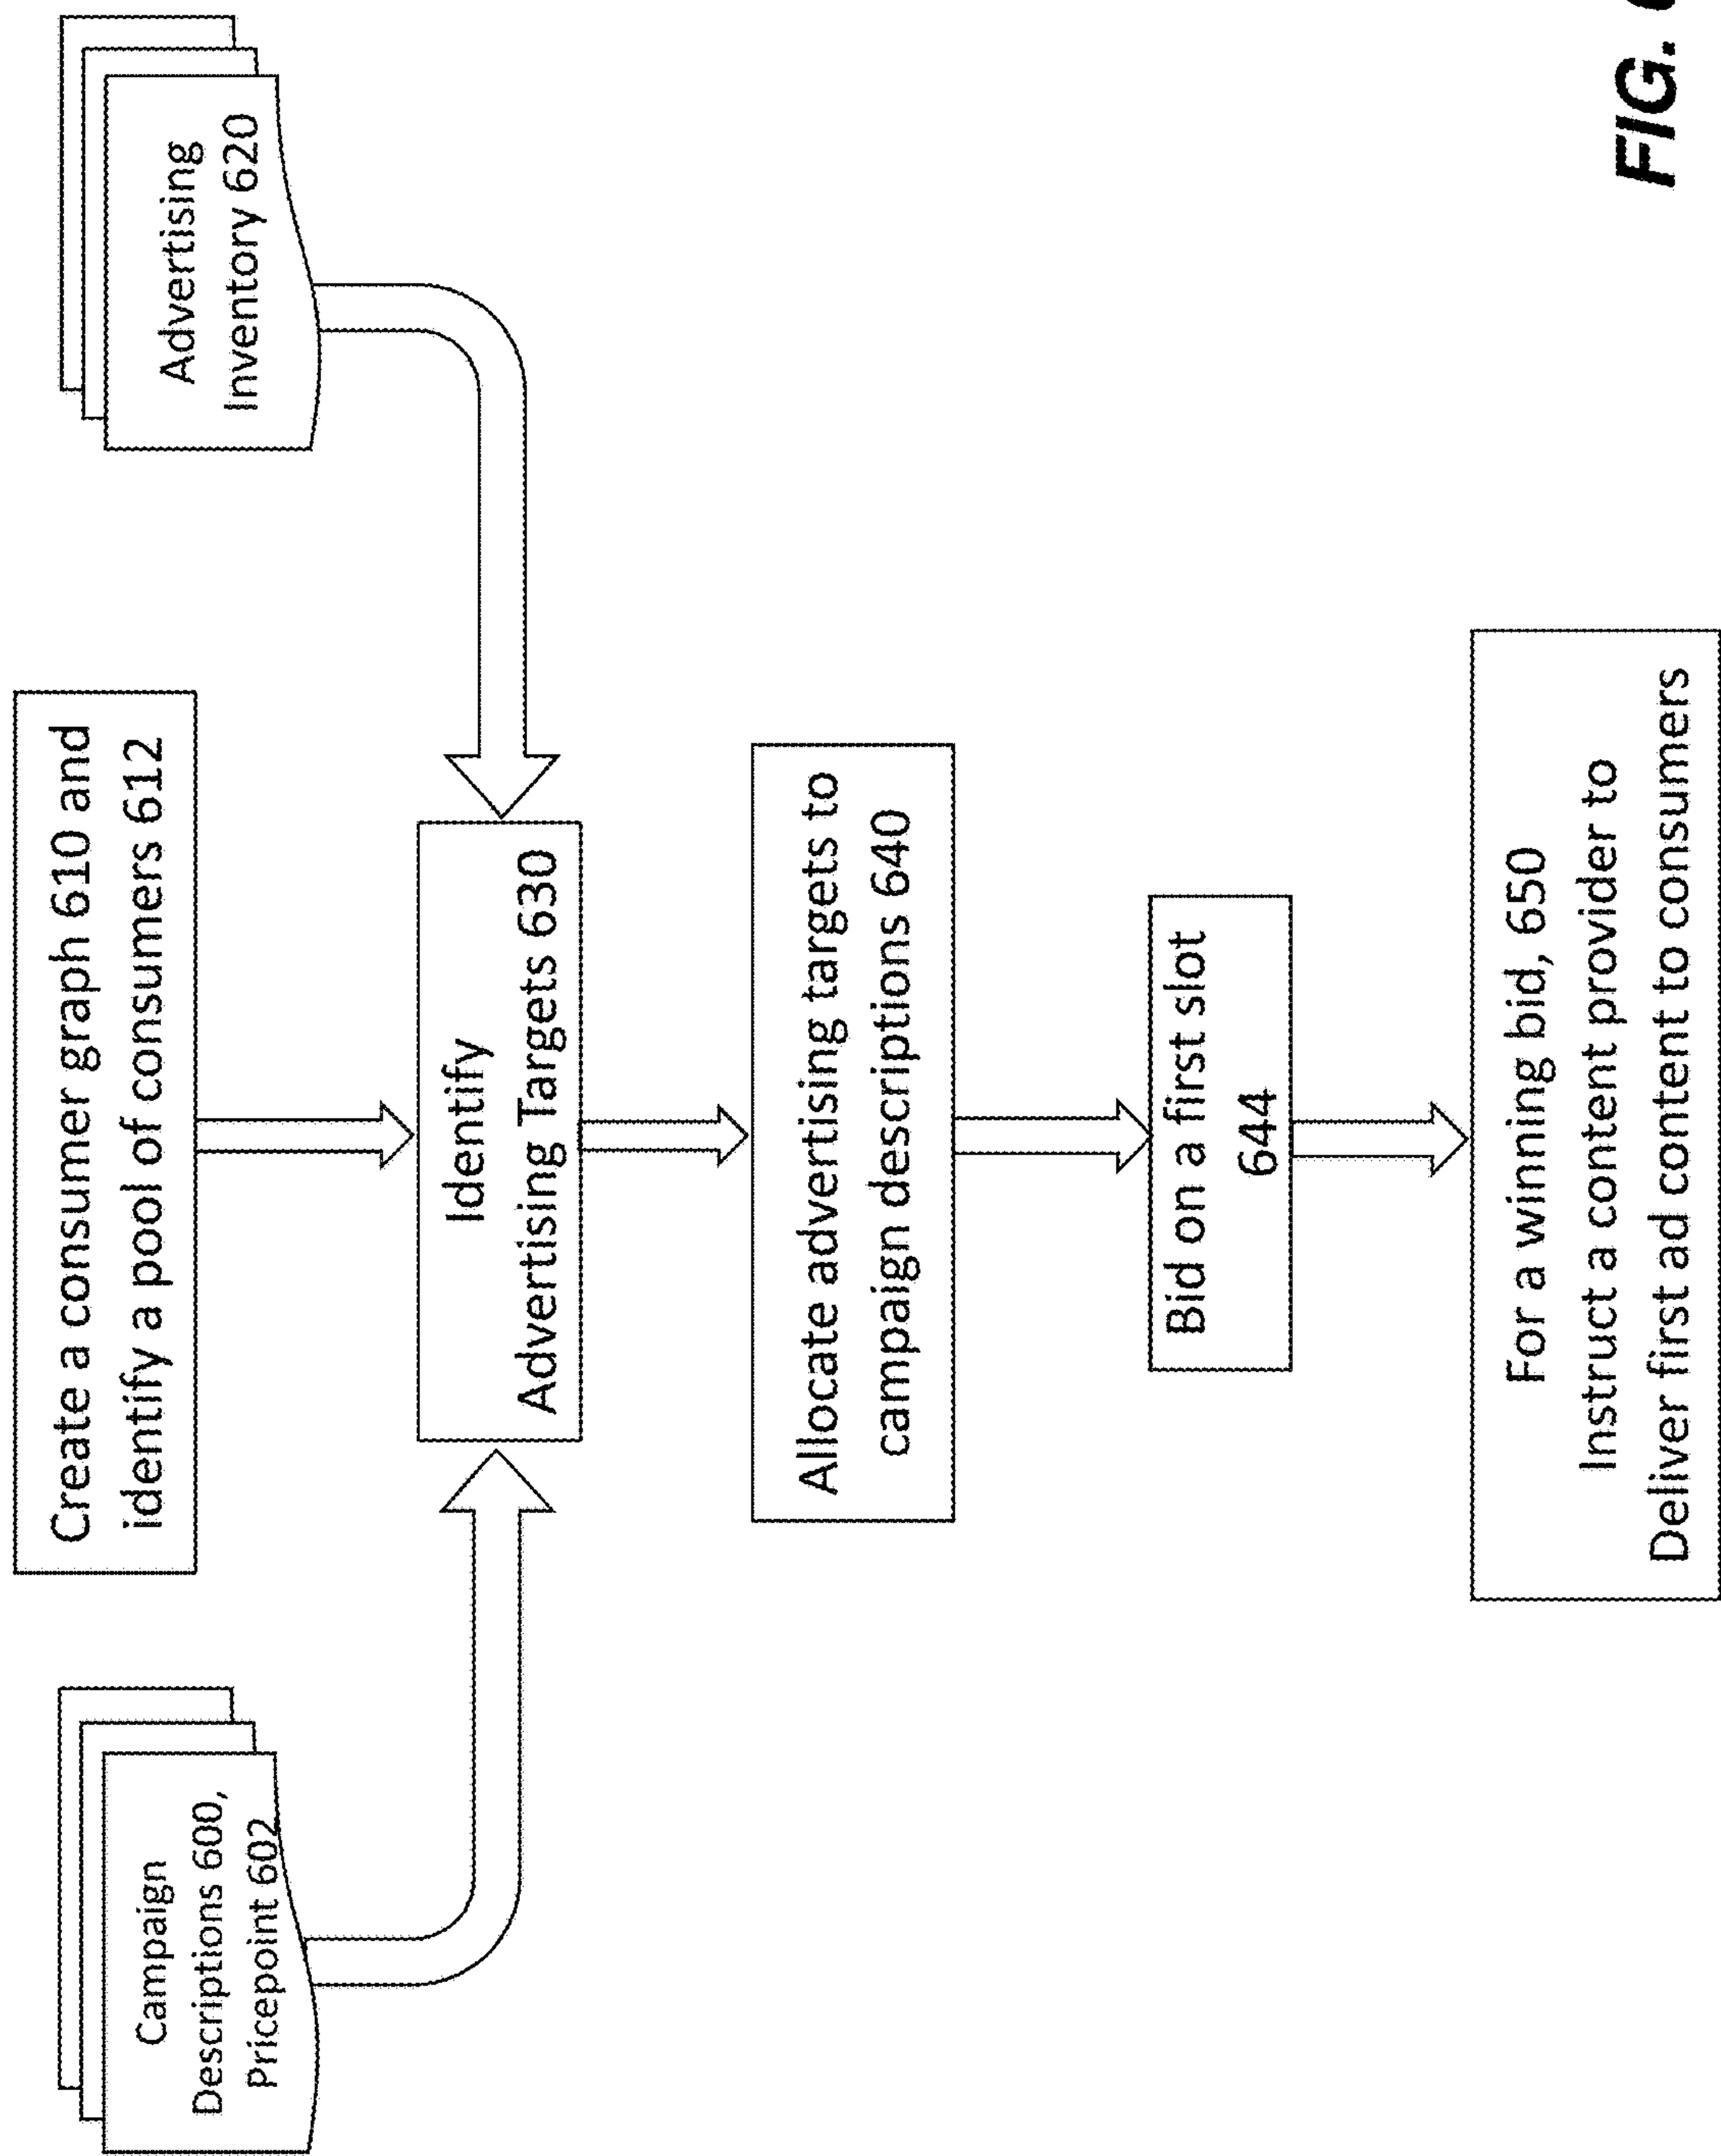 Campaign
Descriptions 600,
Pricepoint 602
Create a consumer graph 610 and
identify a pool of consumers 612
Advertising
Inventory 620
Identify
Advertising Targets 630
Allocate advertising targets to
campaign descriptions 640
Bid on a first slot
644
For a winning bid, 650
Instruct a content provider to
Deliver first ad content to consumers
FIG.